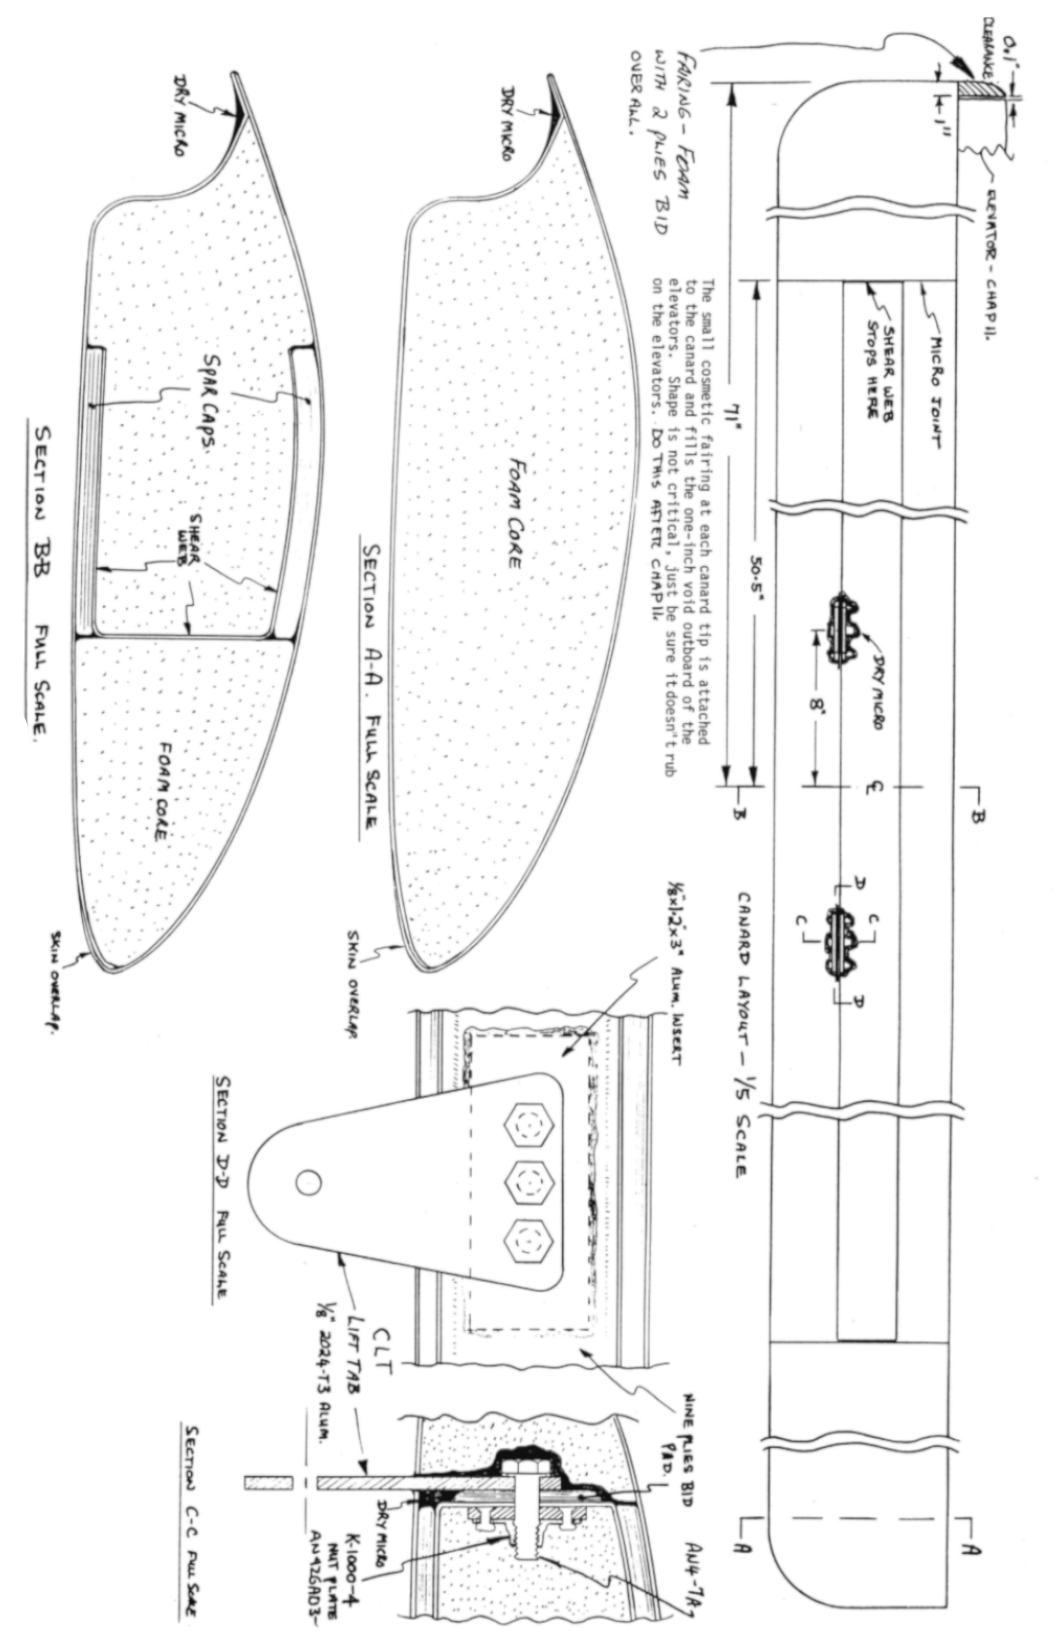 0.1"
CLEARANCE
1"
ELEVATOR - CHAP 11.
FAIRING - FOAM
WITH 2 PLIES BID
OVER ALL.
MICRO JOINT
SHEAR WEB
STOPS HERE
71"
50.5"
The small cosmetic fairing at each canard tip is attached
to the canard and fills the one-inch void outboard of the
elevators. Shape is not critical, just be sure it doesn't rub
on the elevators. DO THIS AFTER CHAP 11.
DRY MICRO
8"
℄
B
B
D
C
C
D
CANARD LAYOUT - 1/5 SCALE
A
A
DRY MICRO
FOAM CORE
SECTION A-A. FULL SCALE
SKIN OVERLAP.
DRY MICRO
SPAR CAPS.
SHEAR
WEB
FOAM CORE
SECTION B-B FULL SCALE.
SKIN OVERLAP.
1/8"x1.2"x3" ALUM. INSERT
SECTION D-D FULL SCALE
CLT
LIFT TAB
1/8" 2024-T3 ALUM.
NINE PLIES BID
PAD.
AN4-7A
DRY MICRO
K-1000-4
NUT PLATE
AN426AD3-
SECTION C-C FULL SCALE